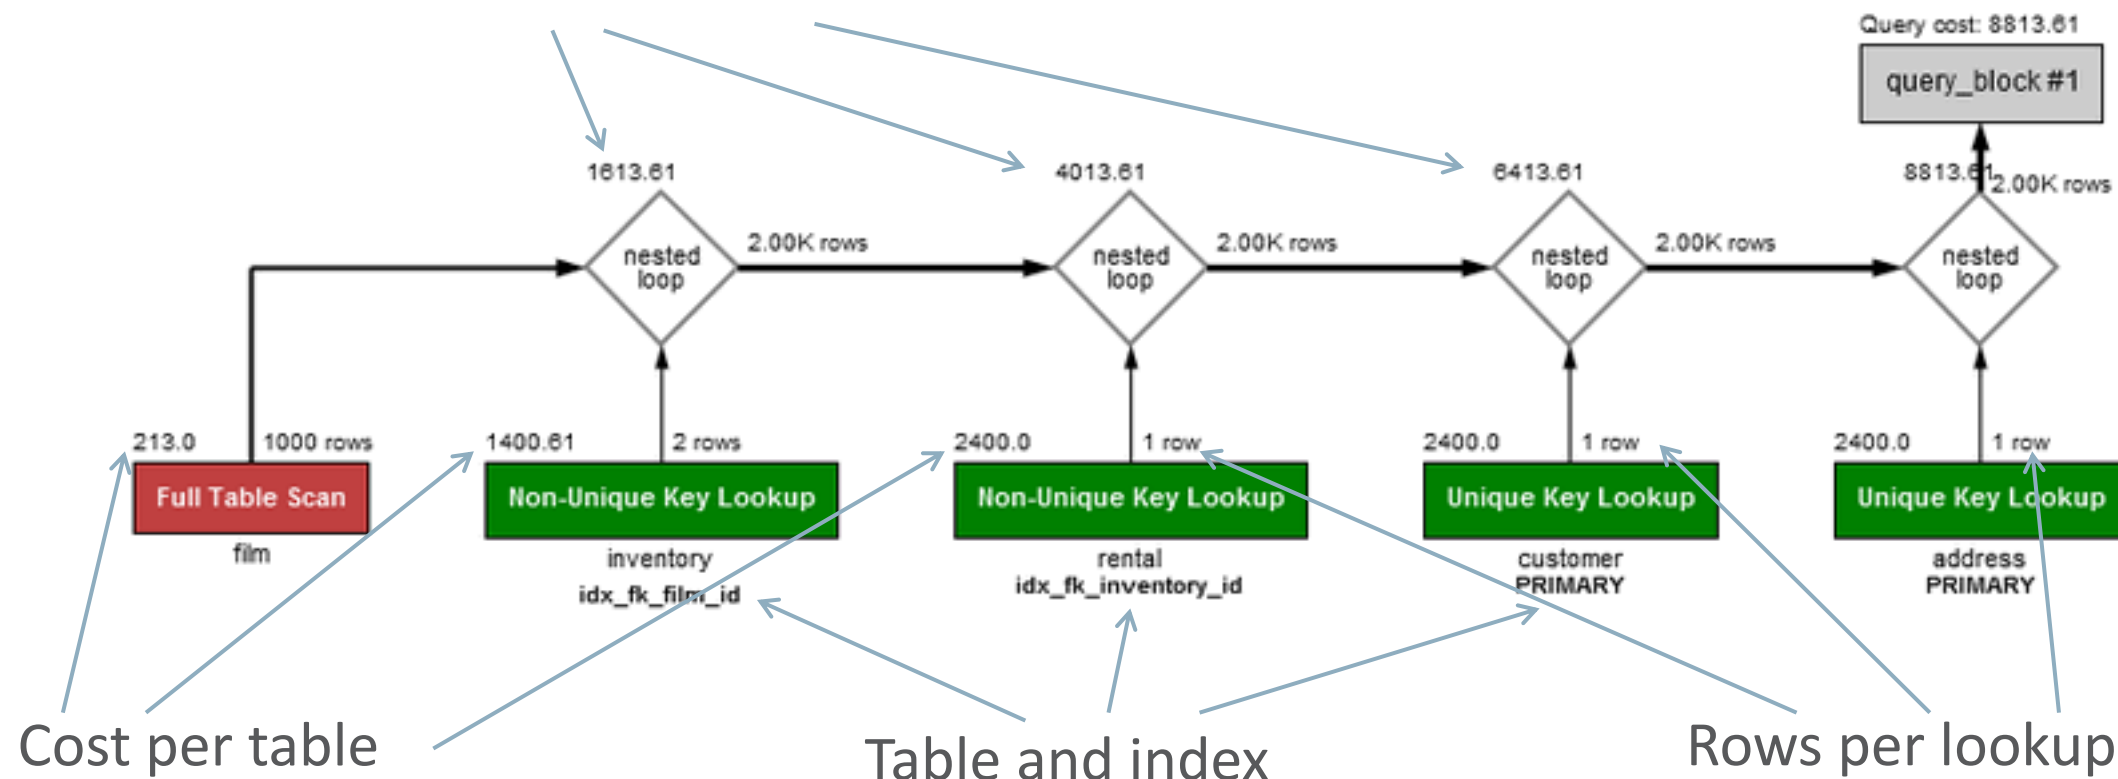 Query cost: 8813.61
query_block #1
1613.61
4013.61
6413.61
8813.61
2.00K rows
nested
loop
2.00K rows
nested
loop
2.00K rows
nested
loop
2.00K rows
nested
loop
213.0
1000 rows
1400.61
2 rows
2400.0
1 row
2400.0
1 row
2400.0
1 row
Full Table Scan
Non-Unique Key Lookup
Non-Unique Key Lookup
Unique Key Lookup
Unique Key Lookup
film
inventory
idx_fk_film_id
rental
idx_fk_inventory_id
customer
PRIMARY
address
PRIMARY
Cost per table
Table and index
Rows per lookup